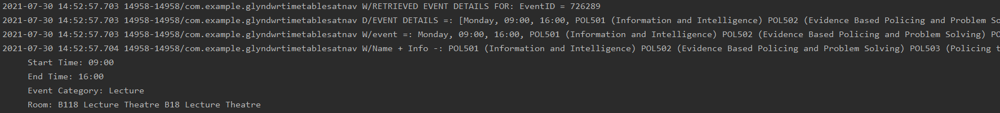 2021-07-30 14:52:57.703 14958-14958/com.example.glyndwrtimetablesatnav W/RETRIEVED EVENT DETAILS FOR: EventID = 726289
2021-07-30 14:52:57.703 14958-14958/com.example.glyndwrtimetablesatnav D/EVENT DETAILS =: [Monday, 09:00, 16:00, POL501 (Information and Intelligence) POL502 (Evidence Based Policing and Problem So
2021-07-30 14:52:57.703 14958-14958/com.example.glyndwrtimetablesatnav W/event =: Monday, 09:00, 16:00, POL501 (Information and Intelligence) POL502 (Evidence Based Policing and Problem Solving) PO
2021-07-30 14:52:57.704 14958-14958/com.example.glyndwrtimetablesatnav W/Name + Info -: POL501 (Information and Intelligence) POL502 (Evidence Based Policing and Problem Solving) POL503 (Policing t
Start Time: 09:00
End Time: 16:00
Event Category: Lecture
Room: B118 Lecture Theatre B18 Lecture Theatre